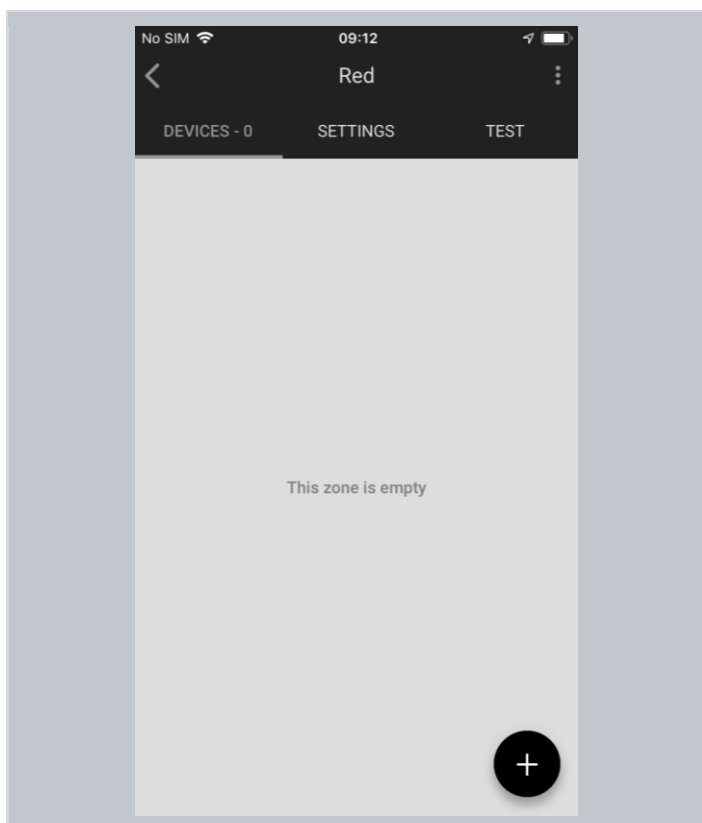 No SIM 09:12
Red
DEVICES - 0 SETTINGS TEST
This zone is empty
+